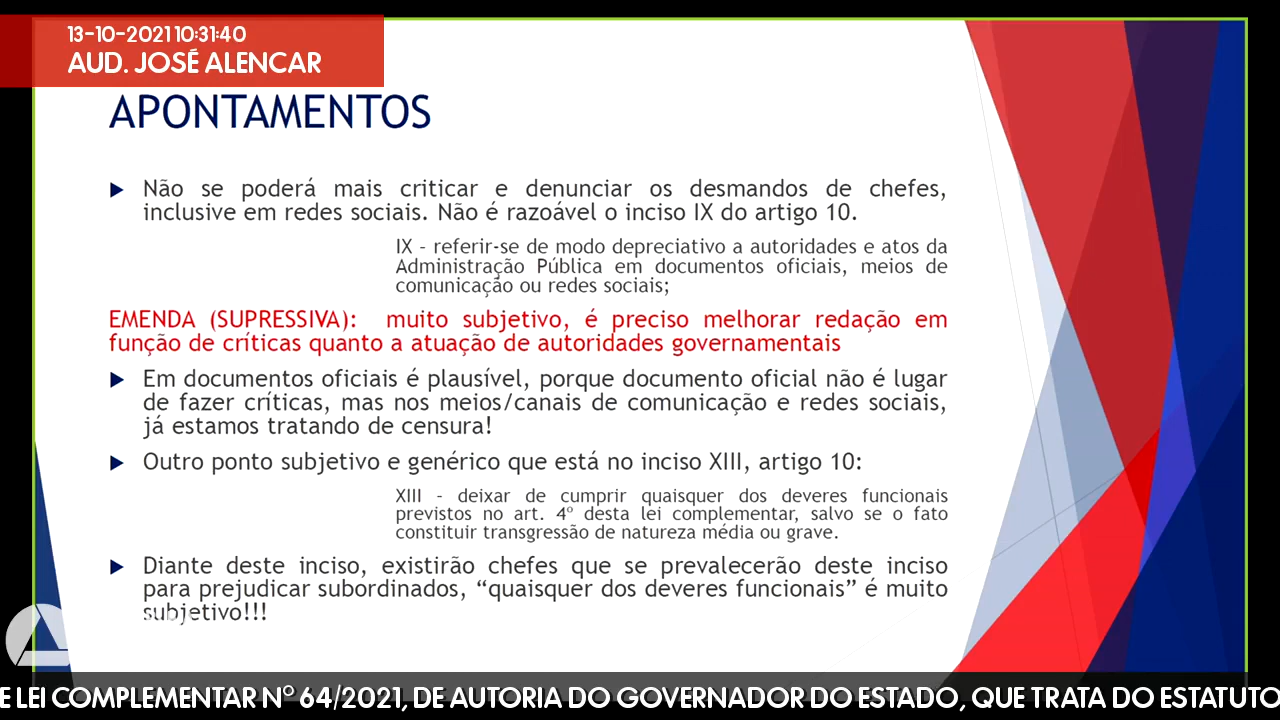 13-10-2021 10:31:40
AUD. JOSÉ ALENCAR
APONTAMENTOS
Não se poderá mais criticar e denunciar os desmandos de chefes,
inclusive em redes sociais. Não é razoável o inciso IX do artigo 10.
IX - referir-se de modo depreciativo a autoridades e atos da
Administração Pública em documentos oficiais, meios de
comunicação ou redes sociais;
EMENDA (SUPRESSIVA): muito subjetivo, é preciso melhorar redação em
função de críticas quanto a atuação de autoridades governamentais
Em documentos oficiais é plausível, porque documento oficial não é lugar
de fazer críticas, mas nos meios/canais de comunicação e redes sociais,
já estamos tratando de censura!
Outro ponto subjetivo e genérico que está no inciso XIII, artigo 10:
XIII - deixar de cumprir quaisquer dos deveres funcionais
previstos no art. 4º desta lei complementar, salvo se o fato
constituir transgressão de natureza média ou grave.
Diante deste inciso, existirão chefes que se prevalecerão deste inciso
para prejudicar subordinados, “quaisquer dos deveres funcionais” é muito
subjetivo!!!
E LEI COMPLEMENTAR Nº 64/2021, DE AUTORIA DO GOVERNADOR DO ESTADO, QUE TRATA DO ESTATUTO